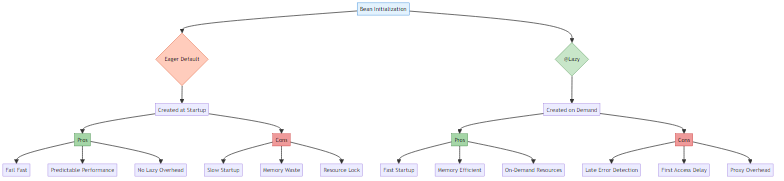 Bean Initialization
Eager Default
@Lazy
Created at Startup
Created on Demand
Pros
Cons
Pros
Cons
Fail Fast
Predictable Performance
No Lazy Overhead
Slow Startup
Memory Waste
Resource Lock
Fast Startup
Memory Efficient
On-Demand Resources
Late Error Detection
First Access Delay
Proxy Overhead